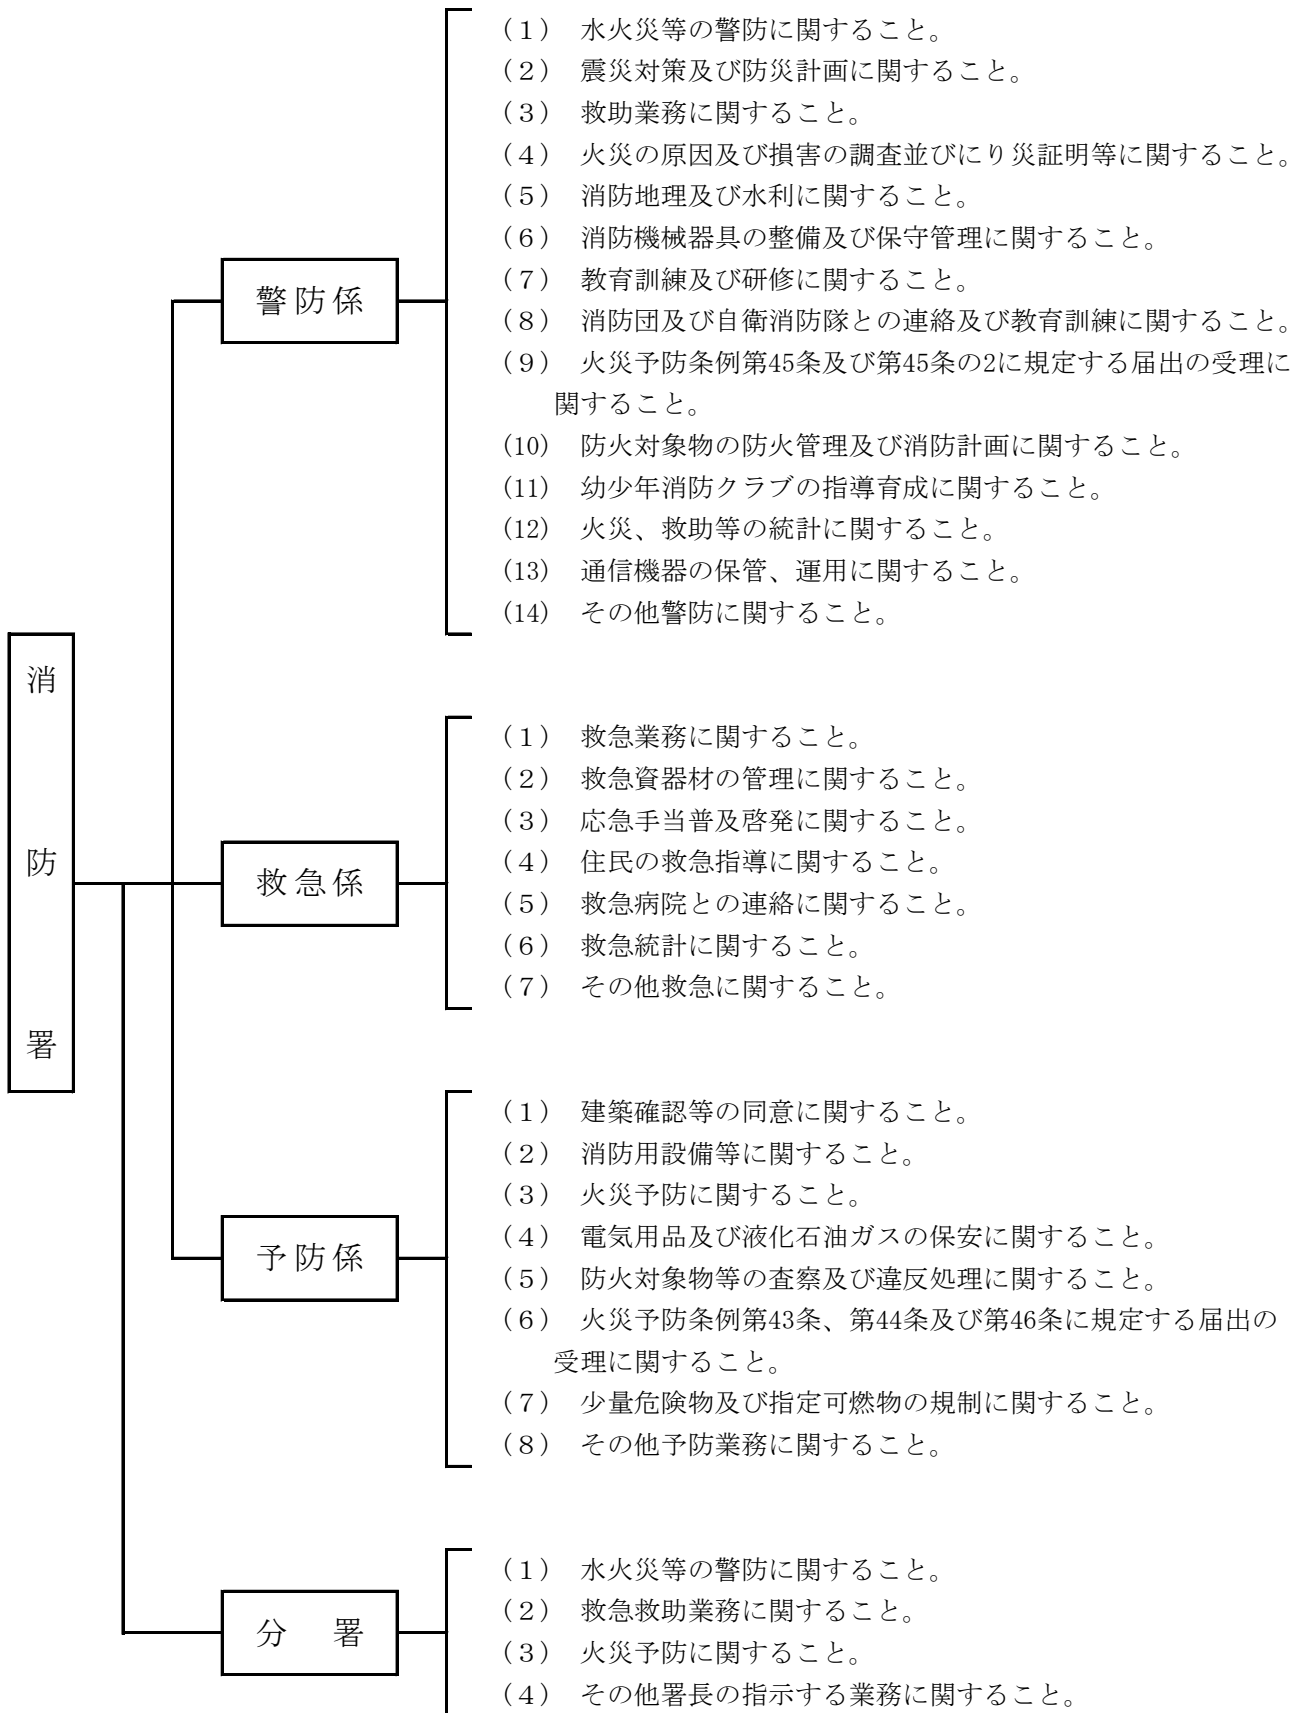 消防署
警防係
（１） 水火災等の警防に関すること。
（２） 震災対策及び防災計画に関すること。
（３） 救助業務に関すること。
（４） 火災の原因及び損害の調査並びにり災証明等に関すること。
（５） 消防地理及び水利に関すること。
（６） 消防機械器具の整備及び保守管理に関すること。
（７） 教育訓練及び研修に関すること。
（８） 消防団及び自衛消防隊との連絡及び教育訓練に関すること。
（９） 火災予防条例第45条及び第45条の2に規定する届出の受理に
関すること。
(10) 防火対象物の防火管理及び消防計画に関すること。
(11) 幼少年消防クラブの指導育成に関すること。
(12) 火災、救助等の統計に関すること。
(13) 通信機器の保管、運用に関すること。
(14) その他警防に関すること。
救急係
（１） 救急業務に関すること。
（２） 救急資器材の管理に関すること。
（３） 応急手当普及啓発に関すること。
（４） 住民の救急指導に関すること。
（５） 救急病院との連絡に関すること。
（６） 救急統計に関すること。
（７） その他救急に関すること。
予防係
（１） 建築確認等の同意に関すること。
（２） 消防用設備等に関すること。
（３） 火災予防に関すること。
（４） 電気用品及び液化石油ガスの保安に関すること。
（５） 防火対象物等の査察及び違反処理に関すること。
（６） 火災予防条例第43条、第44条及び第46条に規定する届出の
受理に関すること。
（７） 少量危険物及び指定可燃物の規制に関すること。
（８） その他予防業務に関すること。
分　署
（１） 水火災等の警防に関すること。
（２） 救急救助業務に関すること。
（３） 火災予防に関すること。
（４） その他署長の指示する業務に関すること。